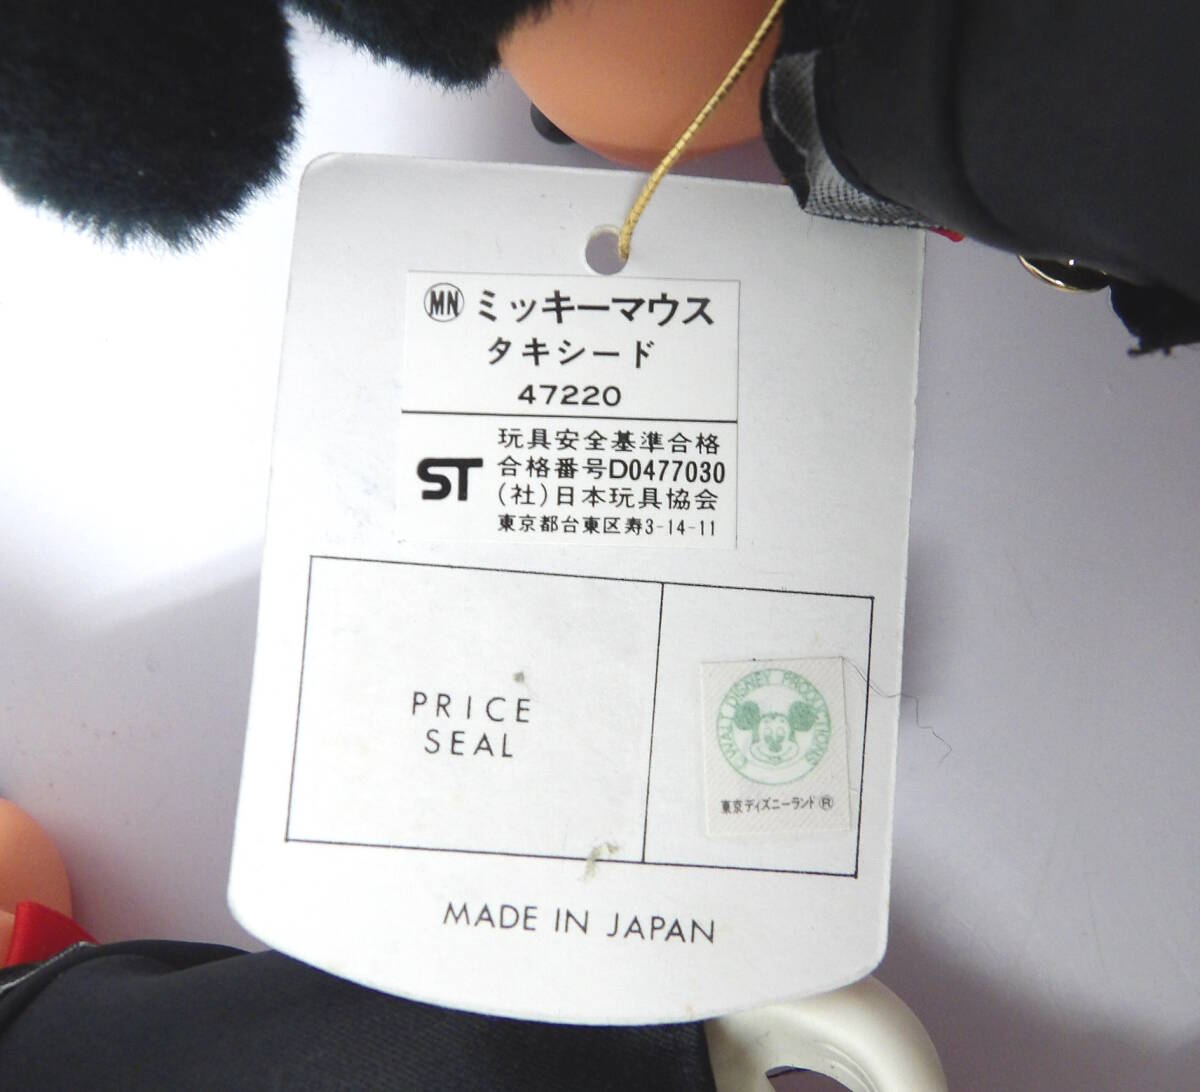 MN ミッキーマウス
タキシード
47220
ST
玩具安全基準合格
合格番号D0477030
(社)日本玩具協会
東京都台東区寿3-14-11
PRICE
SEAL
© WALT DISNEY PRODUCTIONS
東京ディズニーランド®
MADE IN JAPAN